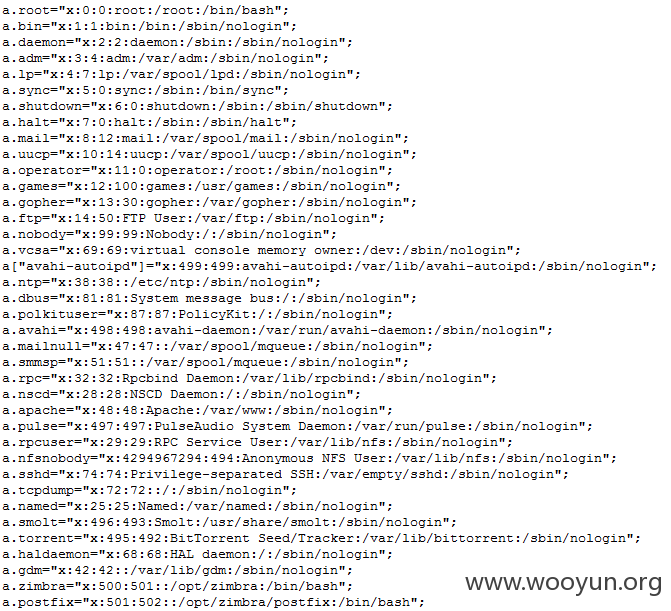 a.root="x:0:0:root:/root:/bin/bash";
a.bin="x:1:1:bin:/bin:/sbin/nologin";
a.daemon="x:2:2:daemon:/sbin:/sbin/nologin";
a.adm="x:3:4:adm:/var/adm:/sbin/nologin";
a.lp="x:4:7:lp:/var/spool/lpd:/sbin/nologin";
a.sync="x:5:0:sync:/sbin:/bin/sync";
a.shutdown="x:6:0:shutdown:/sbin:/sbin/shutdown";
a.halt="x:7:0:halt:/sbin:/sbin/halt";
a.mail="x:8:12:mail:/var/spool/mail:/sbin/nologin";
a.uucp="x:10:14:uucp:/var/spool/uucp:/sbin/nologin";
a.operator="x:11:0:operator:/root:/sbin/nologin";
a.games="x:12:100:games:/usr/games:/sbin/nologin";
a.gopher="x:13:30:gopher:/var/gopher:/sbin/nologin";
a.ftp="x:14:50:FTP User:/var/ftp:/sbin/nologin";
a.nobody="x:99:99:Nobody:/:/sbin/nologin";
a.vcsa="x:69:69:virtual console memory owner:/dev:/sbin/nologin";
a["avahi-autoipd"]="x:499:499:avahi-autoipd:/var/lib/avahi-autoipd:/sbin/nologin";
a.ntp="x:38:38::/etc/ntp:/sbin/nologin";
a.dbus="x:81:81:System message bus:/:/sbin/nologin";
a.polkituser="x:87:87:PolicyKit:/:/sbin/nologin";
a.avahi="x:498:498:avahi-daemon:/var/run/avahi-daemon:/sbin/nologin";
a.mailnull="x:47:47::/var/spool/mqueue:/sbin/nologin";
a.smmsp="x:51:51::/var/spool/mqueue:/sbin/nologin";
a.rpc="x:32:32:Rpcbind Daemon:/var/lib/rpcbind:/sbin/nologin";
a.nscd="x:28:28:NSCD Daemon:/:/sbin/nologin";
a.apache="x:48:48:Apache:/var/www:/sbin/nologin";
a.pulse="x:497:497:PulseAudio System Daemon:/var/run/pulse:/sbin/nologin";
a.rpcuser="x:29:29:RPC Service User:/var/lib/nfs:/sbin/nologin";
a.nfsnobody="x:4294967294:494:Anonymous NFS User:/var/lib/nfs:/sbin/nologin";
a.sshd="x:74:74:Privilege-separated SSH:/var/empty/sshd:/sbin/nologin";
a.tcpdump="x:72:72::/:/sbin/nologin";
a.named="x:25:25:Named:/var/named:/sbin/nologin";
a.smolt="x:496:493:Smolt:/usr/share/smolt:/sbin/nologin";
a.torrent="x:495:492:BitTorrent Seed/Tracker:/var/lib/bittorrent:/sbin/nologin";
a.haldaemon="x:68:68:HAL daemon:/:/sbin/nologin";
a.gdm="x:42:42::/var/lib/gdm:/sbin/nologin";
a.zimbra="x:500:501::/opt/zimbra:/bin/bash";
a.postfix="x:501:502::/opt/zimbra/postfix:/bin/bash";
www.wooyun.org